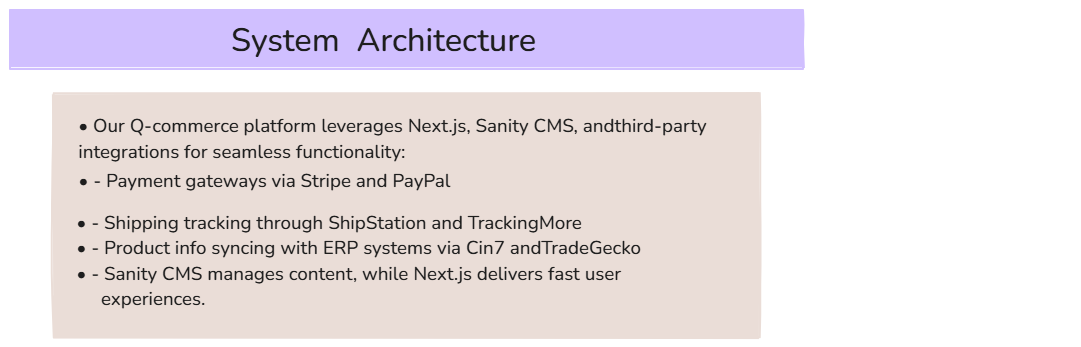 System Architecture
• Our Q-commerce platform leverages Next.js, Sanity CMS, andthird-party
integrations for seamless functionality:
• - Payment gateways via Stripe and PayPal
• - Shipping tracking through ShipStation and TrackingMore
• - Product info syncing with ERP systems via Cin7 andTradeGecko
• - Sanity CMS manages content, while Next.js delivers fast user
experiences.